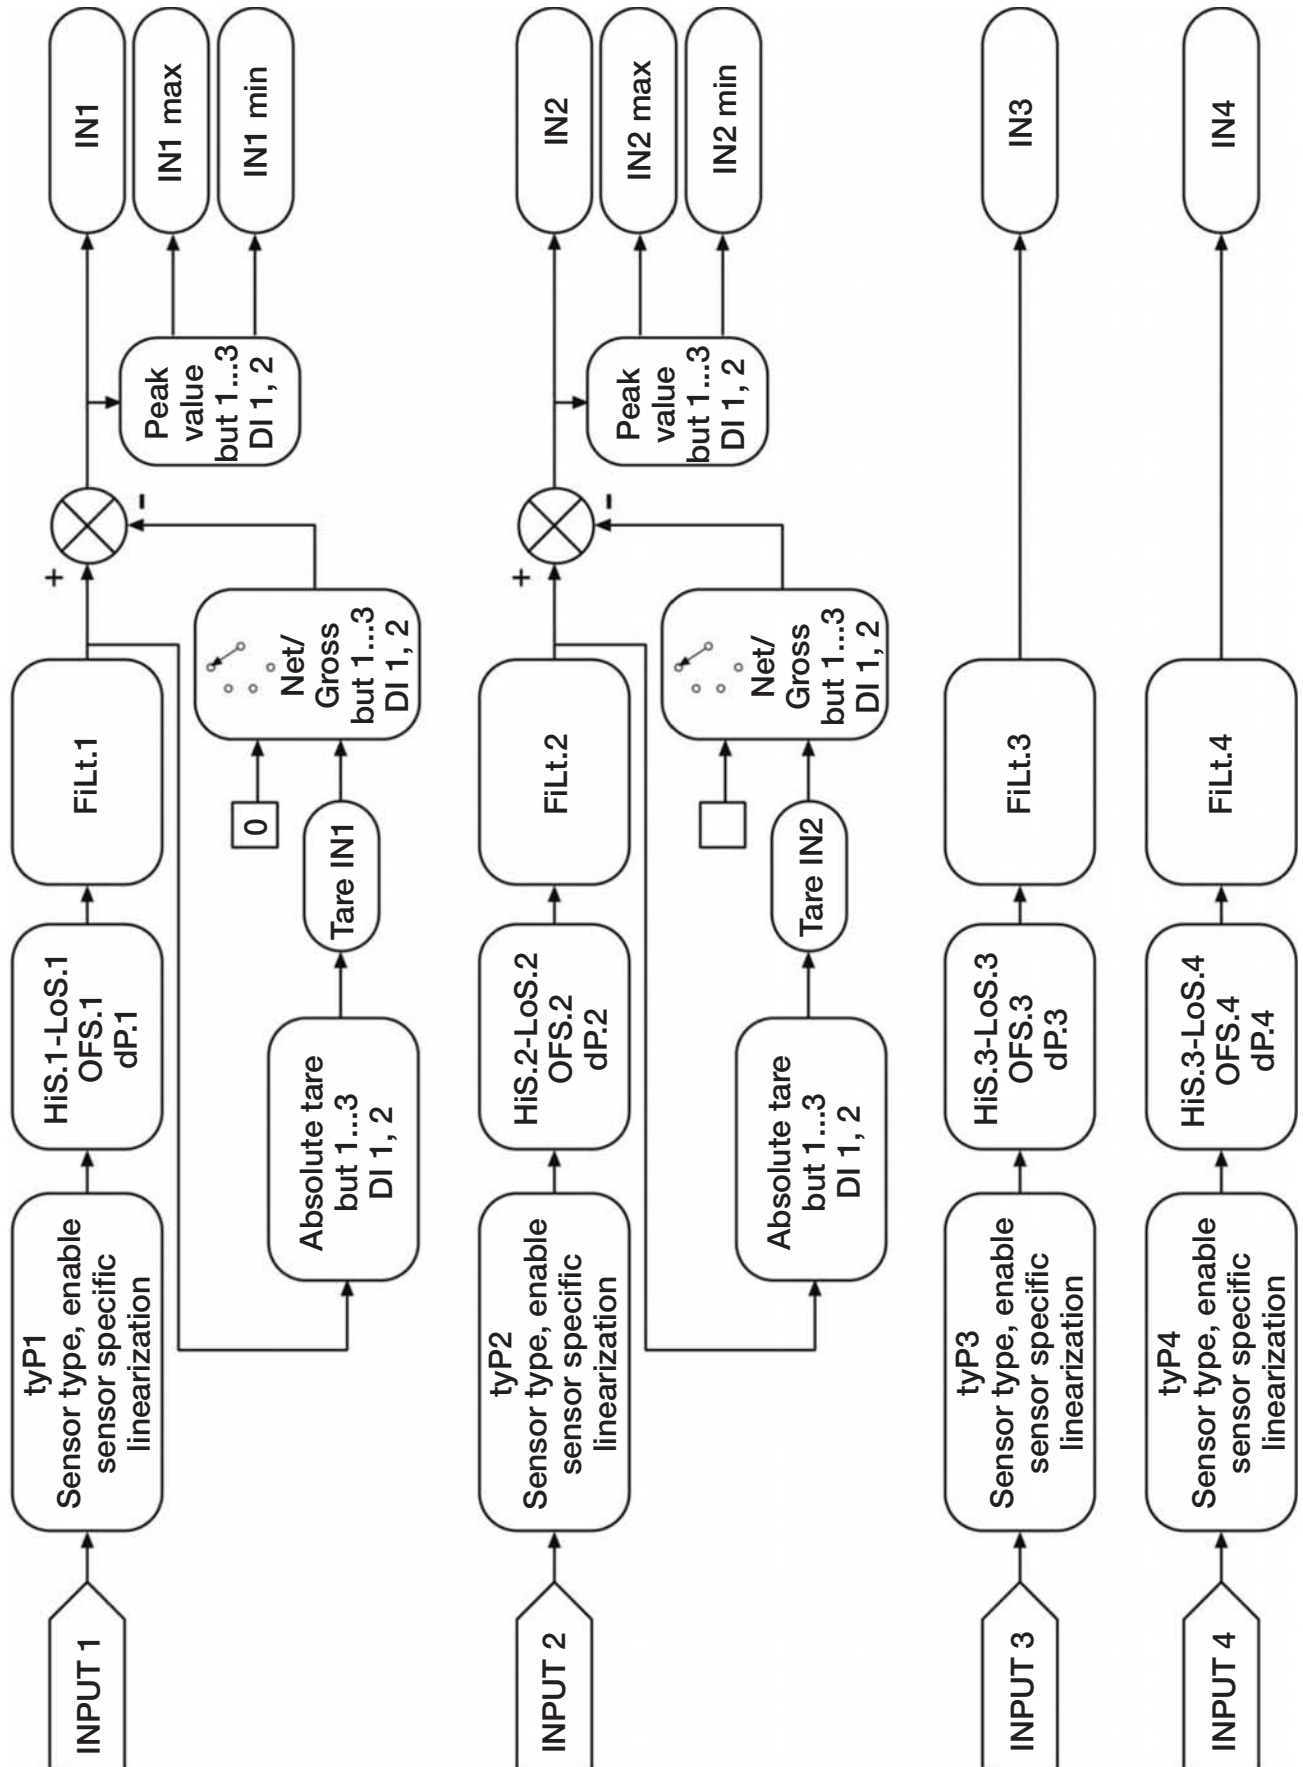 INPUT 1
tyP1
Sensor type, enable
sensor specific
linearization
HiS.1-LoS.1
OFS.1
dP.1
FiLt.1
+
-
IN1
Absolute tare
but 1...3
DI 1, 2
Tare IN1
0
Net/
Gross
but 1...3
DI 1, 2
Peak
value
but 1...3
DI 1, 2
IN1 max
IN1 min
INPUT 2
tyP2
Sensor type, enable
sensor specific
linearization
HiS.2-LoS.2
OFS.2
dP.2
FiLt.2
+
-
IN2
Absolute tare
but 1...3
DI 1, 2
Tare IN2
Net/
Gross
but 1...3
DI 1, 2
Peak
value
but 1...3
DI 1, 2
IN2 max
IN2 min
INPUT 3
tyP3
Sensor type, enable
sensor specific
linearization
HiS.3-LoS.3
OFS.3
dP.3
FiLt.3
IN3
INPUT 4
tyP4
Sensor type, enable
sensor specific
linearization
HiS.3-LoS.4
OFS.4
dP.4
FiLt.4
IN4